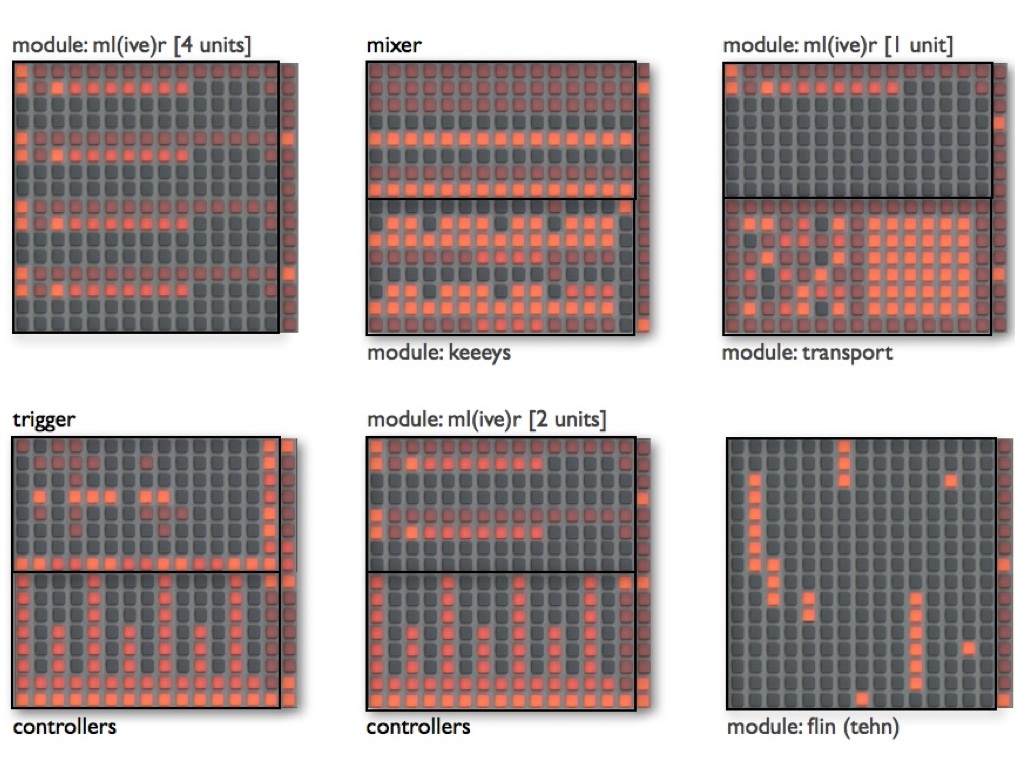 module: ml(ive)r [4 units]
mixer
module: ml(ive)r [1 unit]
module: keeeys
module: transport
trigger
module: ml(ive)r [2 units]
controllers
controllers
module: flin (tehn)